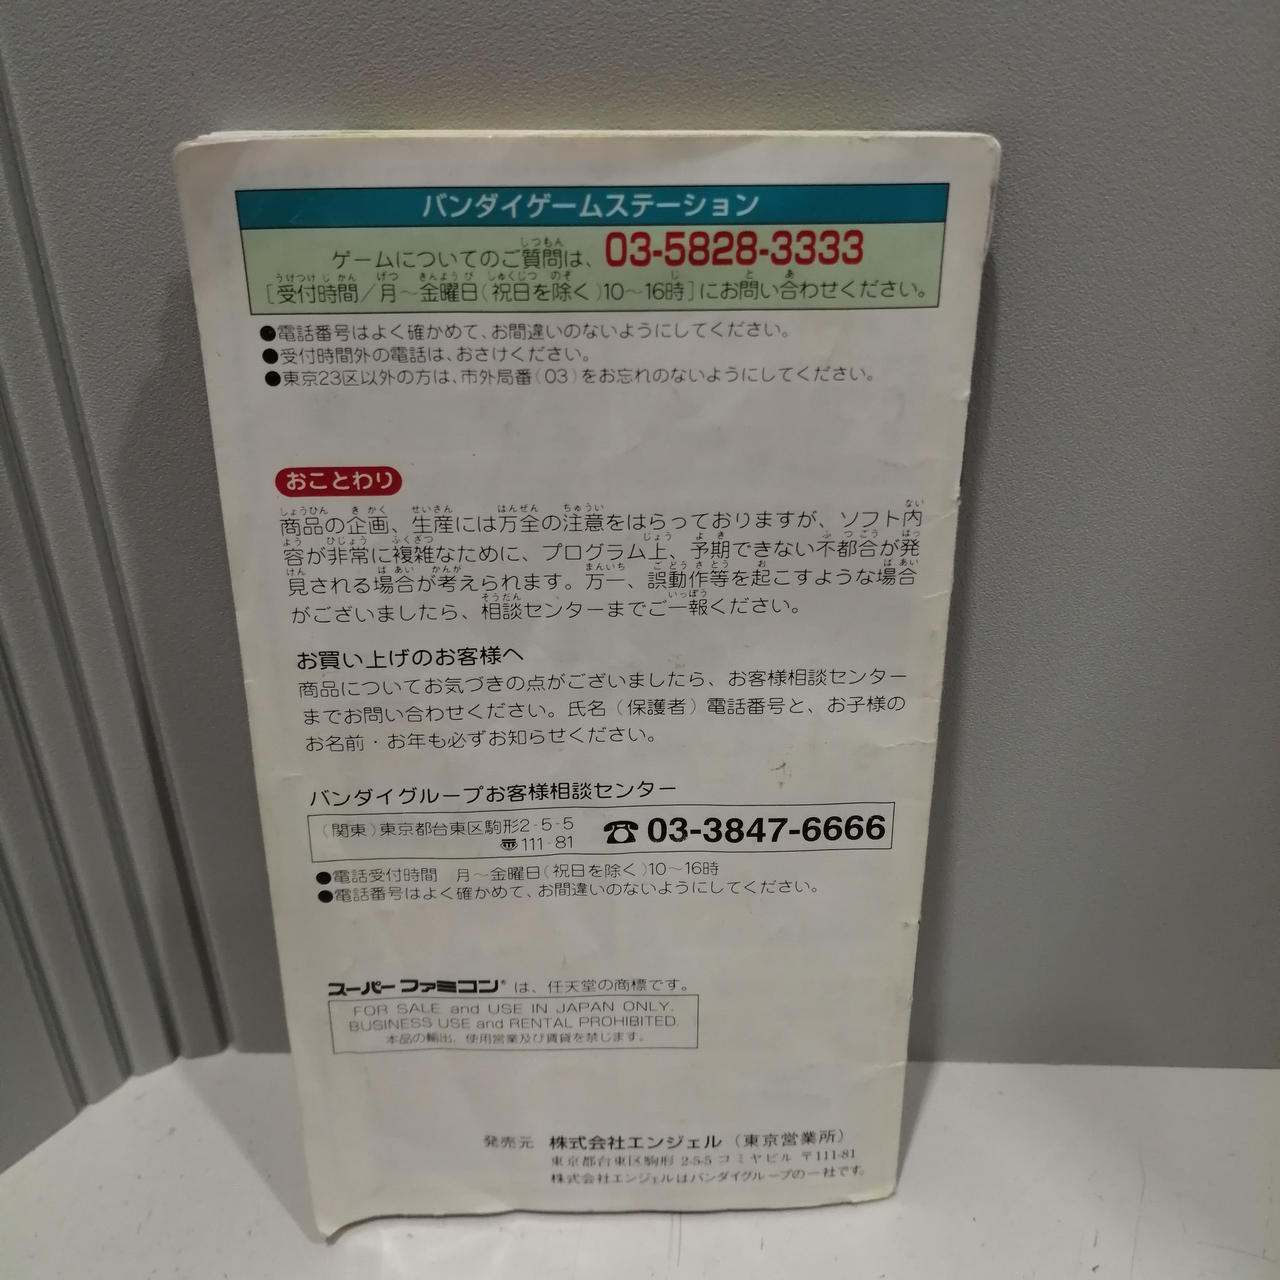 バンダイゲームステーション
ゲームについてのご質問は、03-5828-3333
[受付時間/月〜金曜日(祝日を除く)10〜16時]にお問い合わせください。
●電話番号はよく確かめて、お間違いのないようにしてください。
●受付時間外の電話は、おさけください。
●東京23区以外の方は、市外局番(03)をお忘れのないようにしてください。
おことわり
商品の企画、生産には万全の注意をはらっておりますが、ソフト内
容が非常に複雑なために、プログラム上、予期できない不都合が発
見される場合が考えられます。万一、誤動作等を起こすような場合
がございましたら、相談センターまでご一報ください。
お買い上げのお客様へ
商品についてお気づきの点がございましたら、お客様相談センター
までお問い合わせください。氏名(保護者)電話番号と、お子様の
お名前・お年も必ずお知らせください。
バンダイグループお客様相談センター
(関東)東京都台東区駒形2-5-5 ☎03-3847-6666
〠111-81
●電話受付時間 月〜金曜日(祝日を除く)10〜16時
●電話番号はよく確かめて、お間違いのないようにしてください。
スーパーファミコン®は、任天堂の商標です。
FOR SALE and USE IN JAPAN ONLY.
BUSINESS USE and RENTAL PROHIBITED.
本品の輸出、使用営業及び賃貸を禁じます。
発売元 株式会社エンジェル(東京営業所)
東京都台東区駒形 2-5-5 コミヤビル 〒111-81
株式会社エンジェルはバンダイグループの一社です。